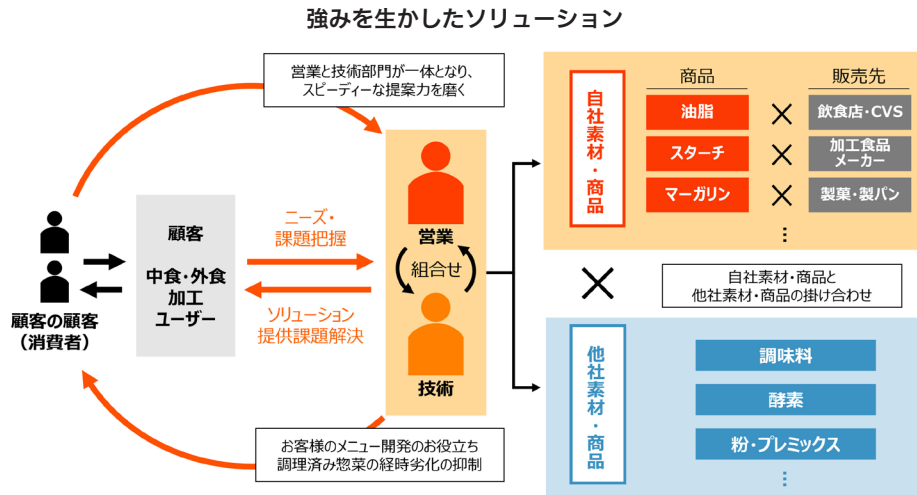 強みを生かしたソリューション
営業と技術部門が一体となり、
スピーディーな提案力を磨く
顧客の顧客
（消費者）
顧客
中食・外食
加工
ユーザー
ニーズ・
課題把握
ソリューション
提供課題解決
営業
組合せ
技術
お客様のメニュー開発のお役立ち
調理済み惣菜の経時劣化の抑制
自社素材・商品
商品
販売先
油脂
×
飲食店・CVS
スターチ
×
加工食品
メーカー
マーガリン
×
製菓・製パン
⋮
×
自社素材・商品と
他社素材・商品の掛け合わせ
他社素材・商品
調味料
酵素
粉・プレミックス
⋮